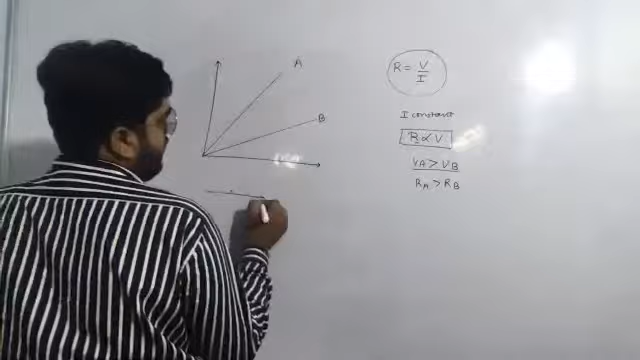 A
B
R = V/I
I constant
R ∝ V
VA > VB
RA > RB